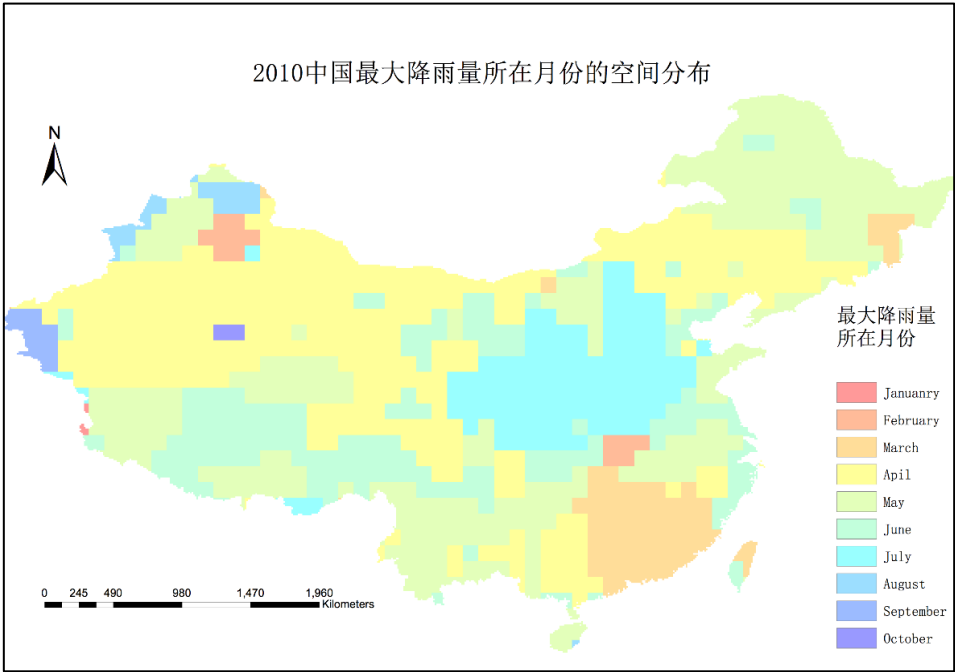 2010中国最大降雨量所在月份的空间分布
N
最大降雨量
所在月份
Januanry
February
March
Apil
May
June
July
August
September
October
0 245 490 980 1,470 1,960
Kilometers